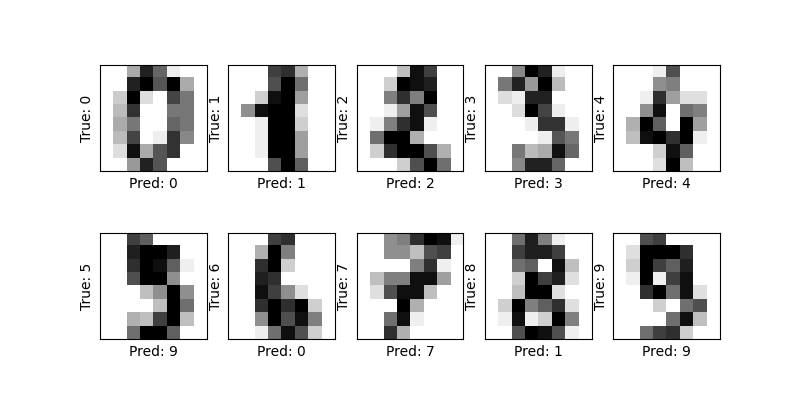 True: 0
Pred: 0
True: 1
Pred: 1
True: 2
Pred: 2
True: 3
Pred: 3
True: 4
Pred: 4
True: 5
Pred: 9
True: 6
Pred: 0
True: 7
Pred: 7
True: 8
Pred: 1
True: 9
Pred: 9